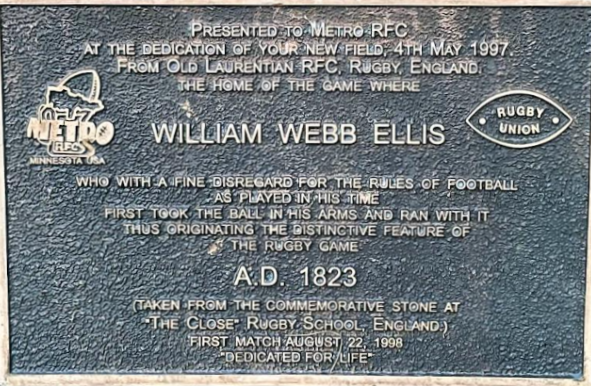 PRESENTED TO METRO RFC
AT THE DEDICATION OF YOUR NEW FIELD, 4TH MAY 1997.
FROM OLD LAURENTIAN RFC, RUGBY, ENGLAND.
THE HOME OF THE GAME WHERE
METRO
RFC
MINNESOTA USA
WILLIAM WEBB ELLIS
RUGBY
UNION
WHO WITH A FINE DISREGARD FOR THE RULES OF FOOTBALL
AS PLAYED IN HIS TIME
FIRST TOOK THE BALL IN HIS ARMS AND RAN WITH IT
THUS ORIGINATING THE DISTINCTIVE FEATURE OF
THE RUGBY GAME
A.D. 1823
(TAKEN FROM THE COMMEMORATIVE STONE AT
"THE CLOSE" RUGBY SCHOOL, ENGLAND.)
FIRST MATCH AUGUST 22, 1998
"DEDICATED FOR LIFE"